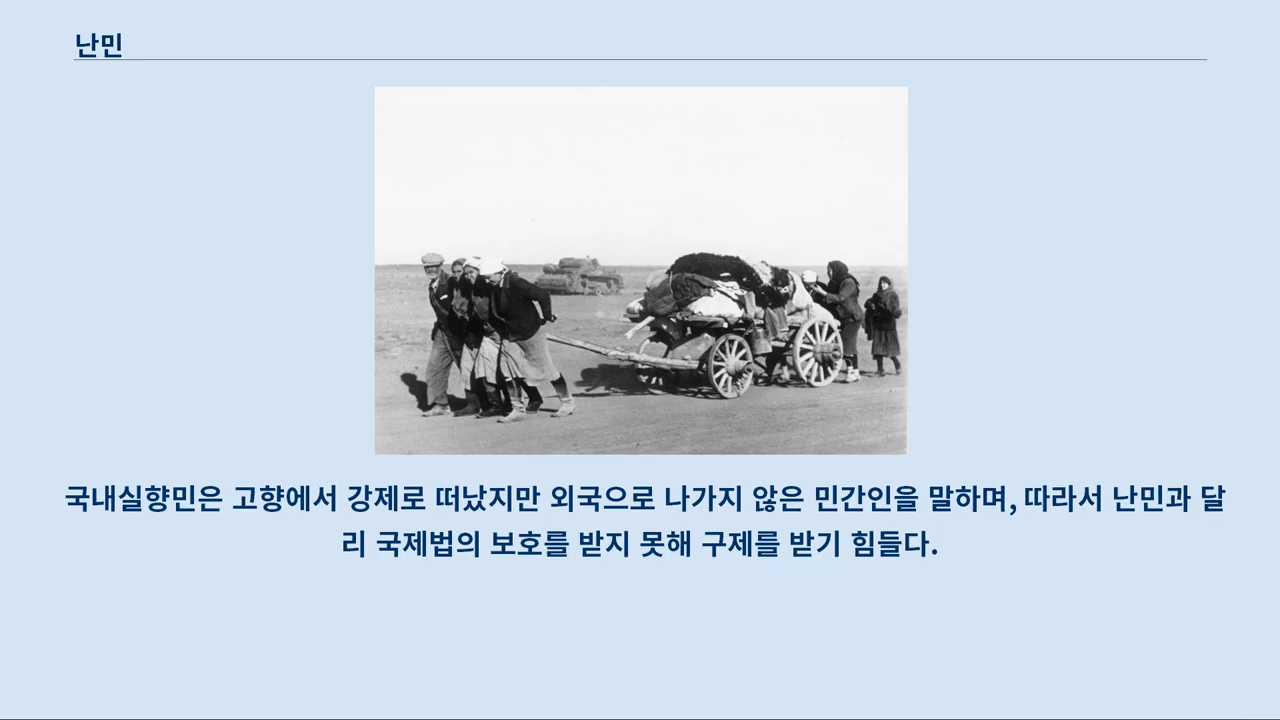 난민
국내실향민은 고향에서 강제로 떠났지만 외국으로 나가지 않은 민간인을 말하며, 따라서 난민과 달
리 국제법의 보호를 받지 못해 구제를 받기 힘들다.